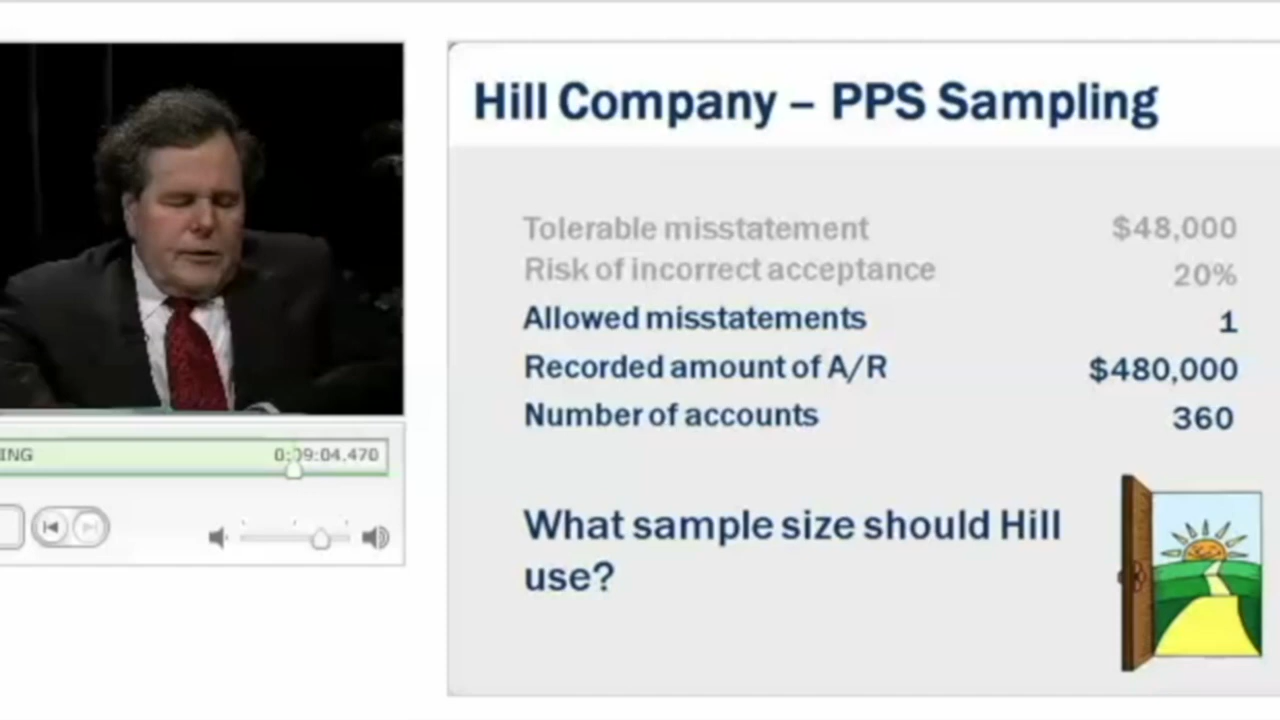 Hill Company – PPS Sampling
Tolerable misstatement $48,000
Risk of incorrect acceptance 20%
Allowed misstatements 1
Recorded amount of A/R $480,000
Number of accounts 360
What sample size should Hill
use?
ING 0:09:04.470